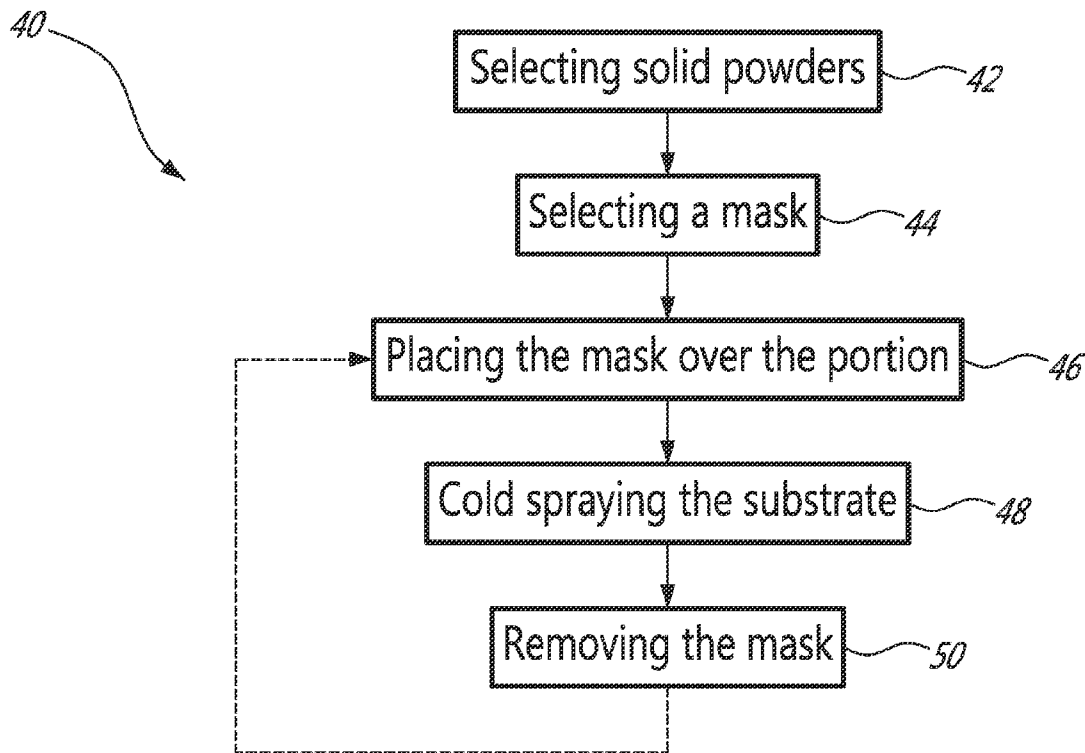 40
Selecting solid powders
42
Selecting a mask
44
Placing the mask over the portion
46
Cold spraying the substrate
48
Removing the mask
50